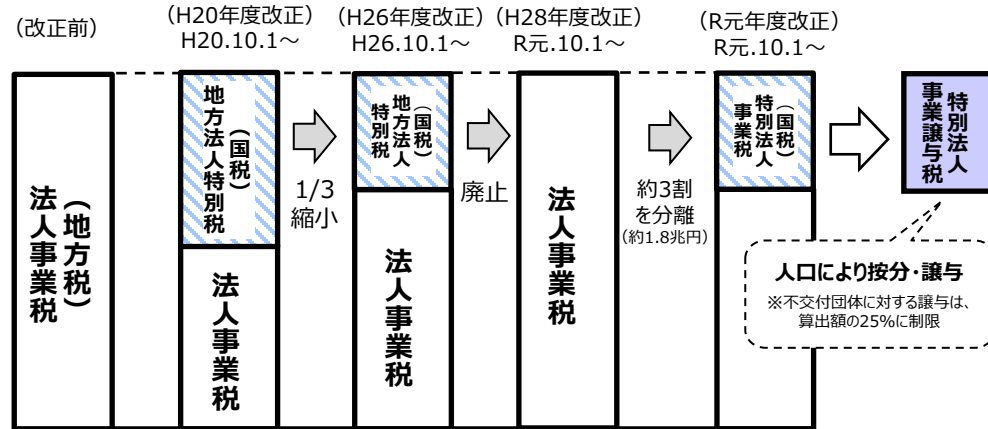 (改正前)
(H20年度改正)
H20.10.1～
(H26年度改正)
H26.10.1～
(H28年度改正)
R元.10.1～
(R元年度改正)
R元.10.1～
法人事業税
(地方税)
地方法人特別税
(国税)
法人事業税
1/3
縮小
(国税)
地方法人
特別税
法人事業税
廃止
法人事業税
約3割
を分離
(約1.8兆円)
(国税)
特別法人
事業税
特別法人
事業譲与税
人口により按分・譲与
※不交付団体に対する譲与は、
算出額の25%に制限